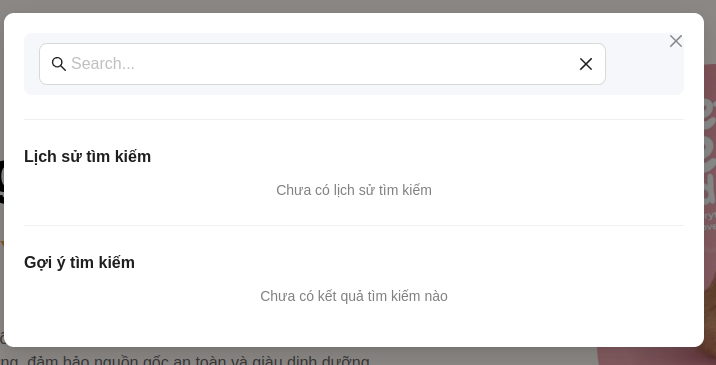 Search...
Lịch sử tìm kiếm
Chưa có lịch sử tìm kiếm
Gợi ý tìm kiếm
Chưa có kết quả tìm kiếm nào
đảm bảo nguồn gốc an toàn và giàu dinh dưỡng